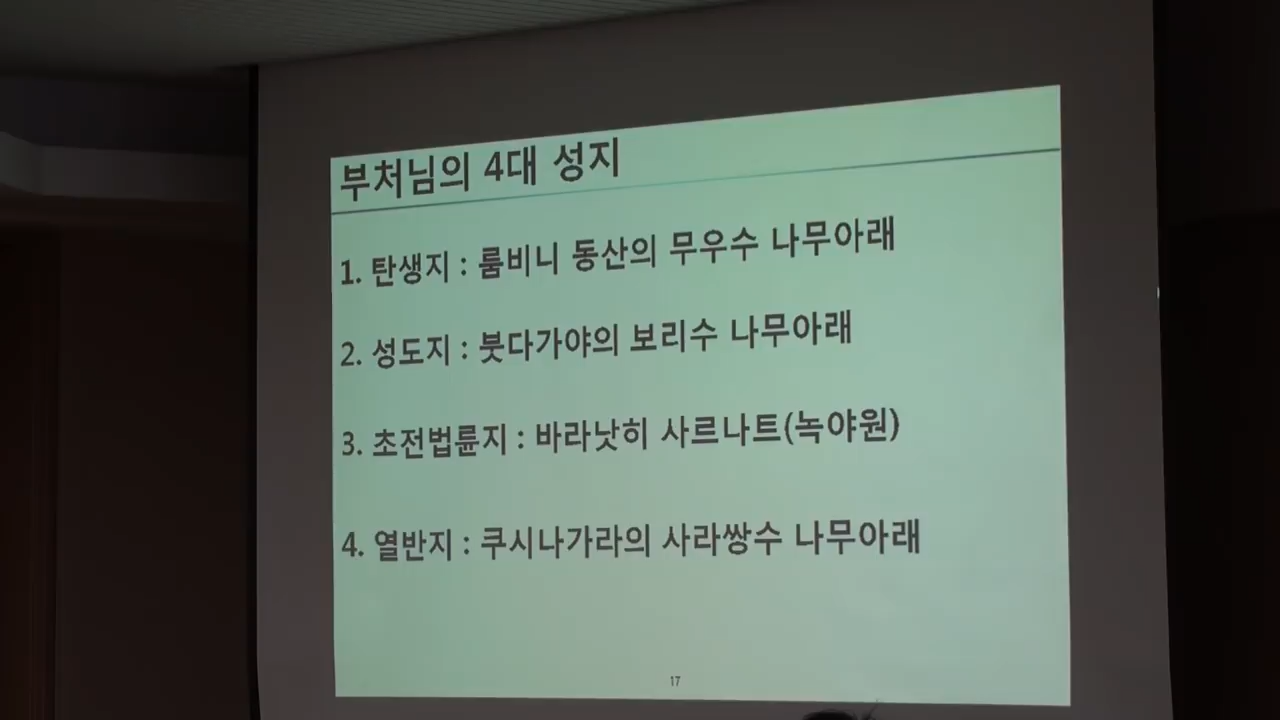 부처님의 4대 성지
1. 탄생지 : 룸비니 동산의 무우수 나무아래
2. 성도지 : 붓다가야의 보리수 나무아래
3. 초전법륜지 : 바라낫히 사르나트(녹야원)
4. 열반지 : 쿠시나가라의 사라쌍수 나무아래
17